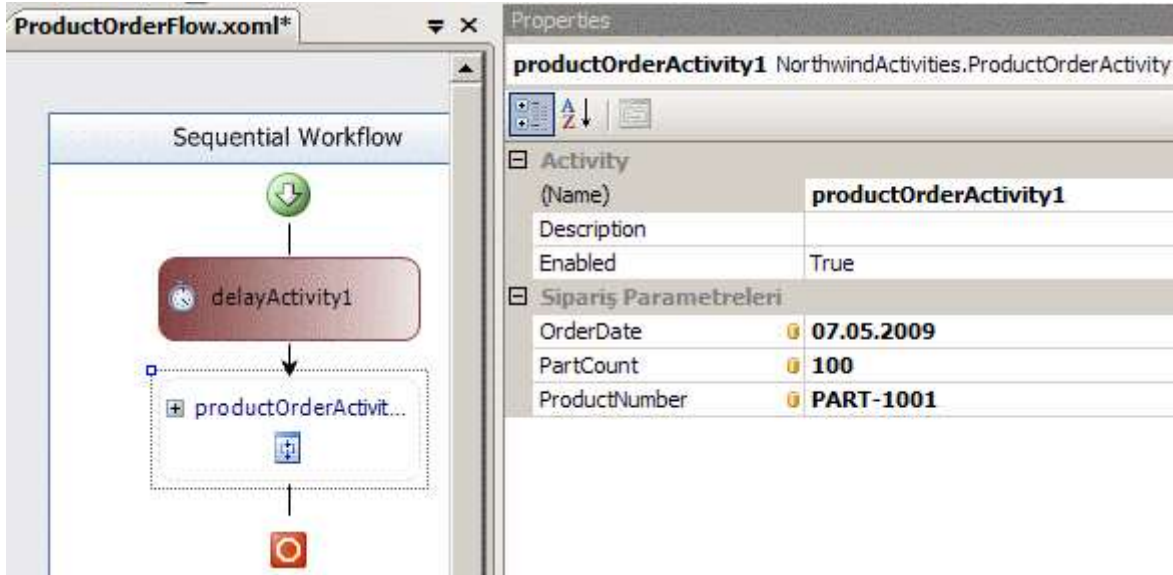 ProductOrderFlow.xoml*
Sequential Workflow
delayActivity1
productOrderActivit...
Properties
productOrderActivity1 NorthwindActivities.ProductOrderActivity
Activity
(Name) productOrderActivity1
Description
Enabled True
Sipariş Parametreleri
OrderDate 07.05.2009
PartCount 100
ProductNumber PART-1001